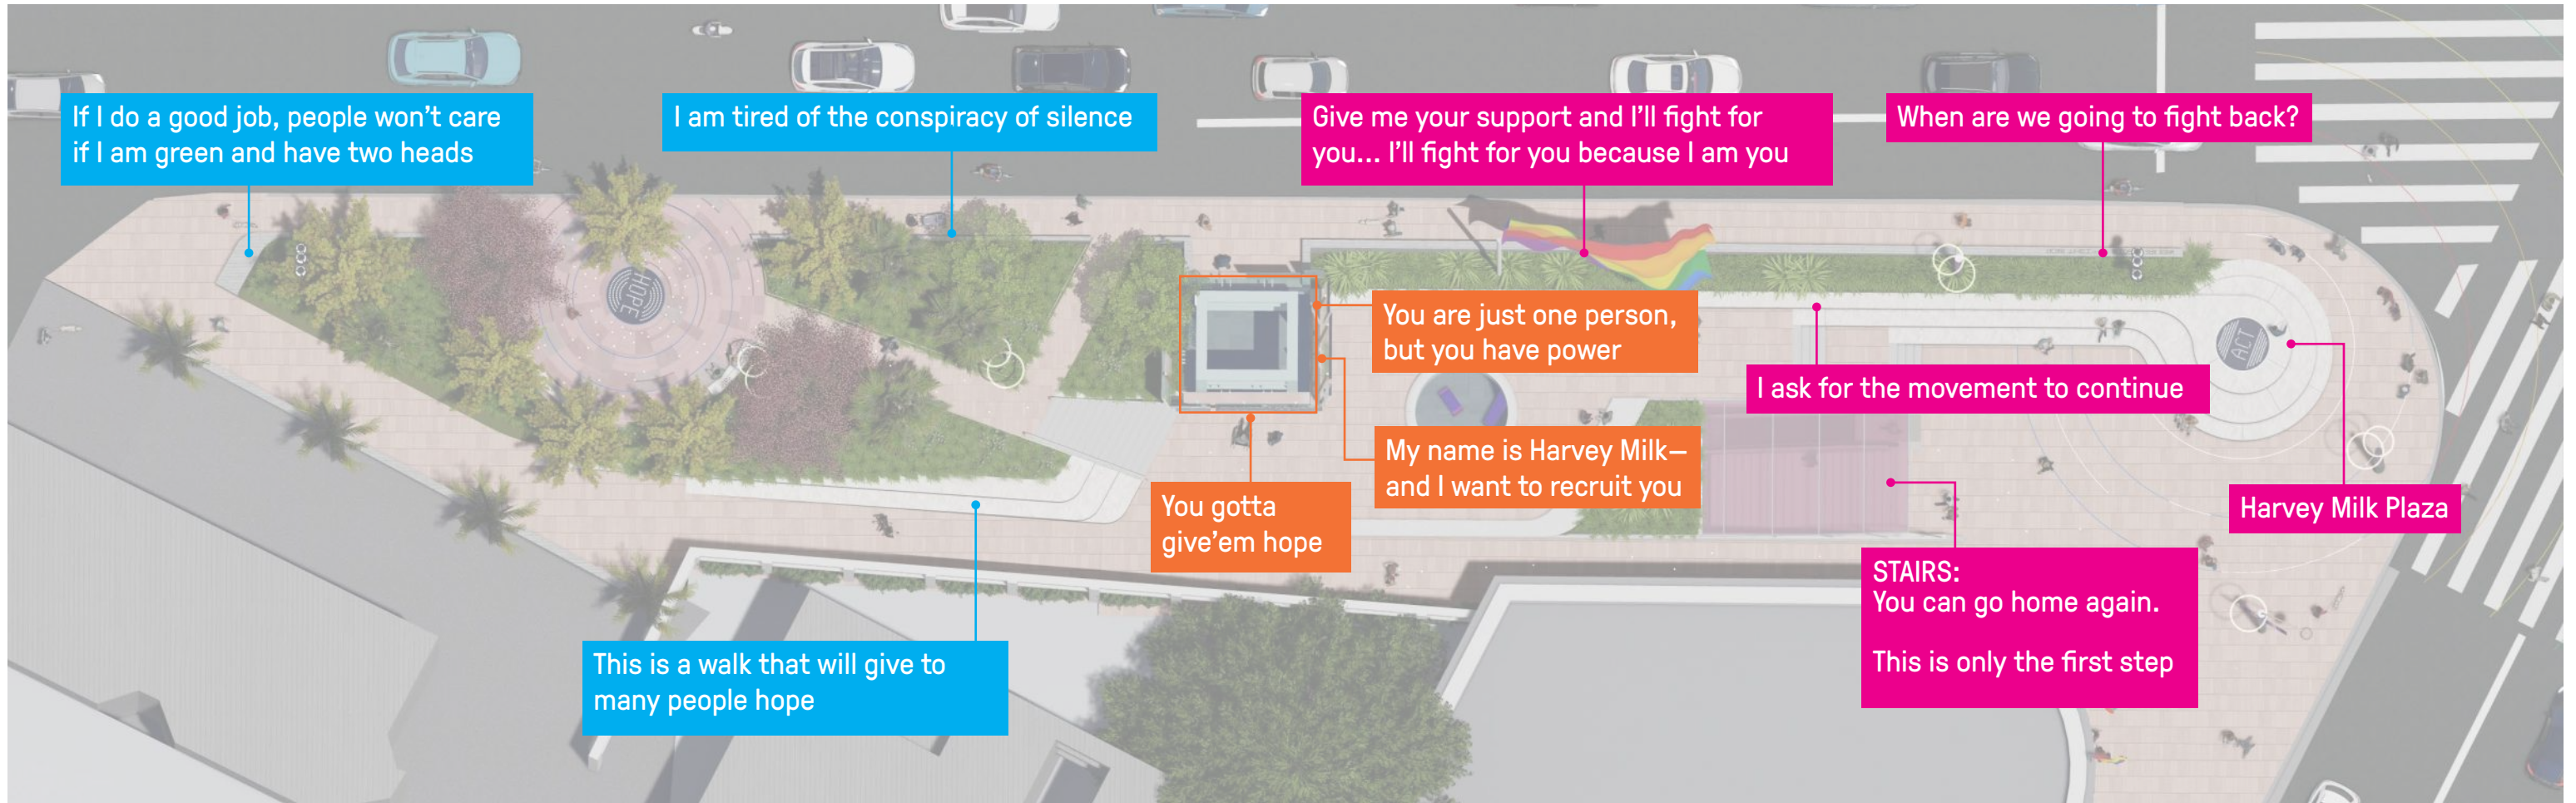 If I do a good job, people won't care
if I am green and have two heads
I am tired of the conspiracy of silence
Give me your support and I'll fight for
you... I'll fight for you because I am you
When are we going to fight back?
HOPE
You are just one person,
but you have power
I ask for the movement to continue
ACT
My name is Harvey Milk—
and I want to recruit you
You gotta
give'em hope
Harvey Milk Plaza
STAIRS:
You can go home again.
This is only the first step
This is a walk that will give to
many people hope